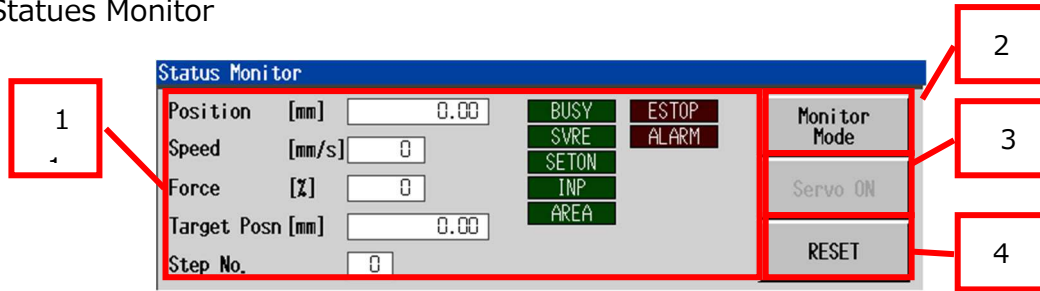 Statues Monitor
2
Status Monitor
1
Position [mm] 0.00 BUSY ESTOP Monitor Mode
Speed [mm/s] 0 SVRE ALARM
3
SETON
Force [%] 0 INP Servo ON
Target Posn [mm] 0.00 AREA
Step No. 0 RESET
4